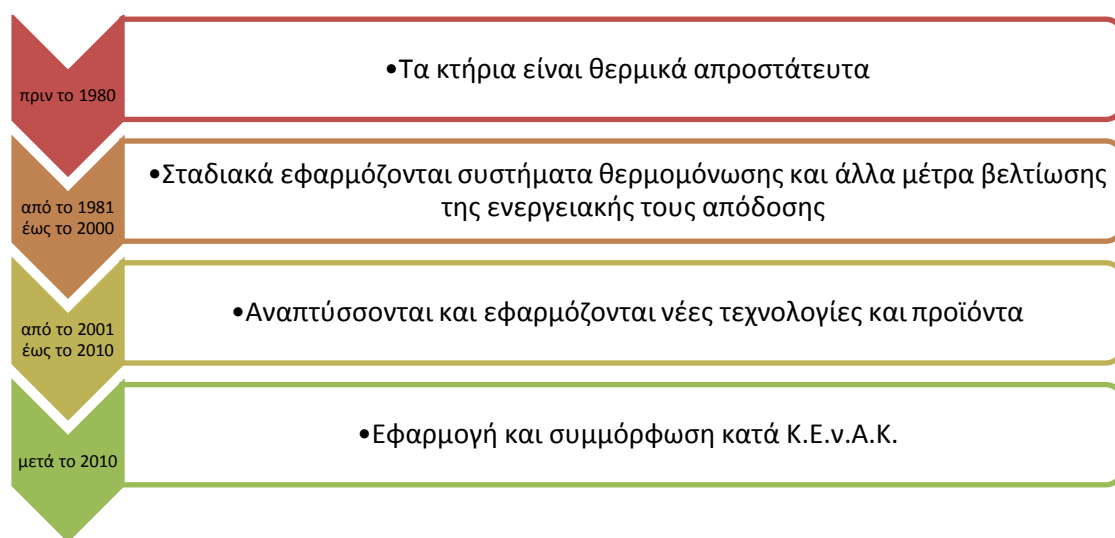 πριν το 1980
•Τα κτήρια είναι θερμικά απροστάτευτα
από το 1981
έως το 2000
•Σταδιακά εφαρμόζονται συστήματα θερμομόνωσης και άλλα μέτρα βελτίωσης
της ενεργειακής τους απόδοσης
από το 2001
έως το 2010
•Αναπτύσσονται και εφαρμόζονται νέες τεχνολογίες και προϊόντα
μετά το 2010
•Εφαρμογή και συμμόρφωση κατά Κ.Ε.ν.Α.Κ.